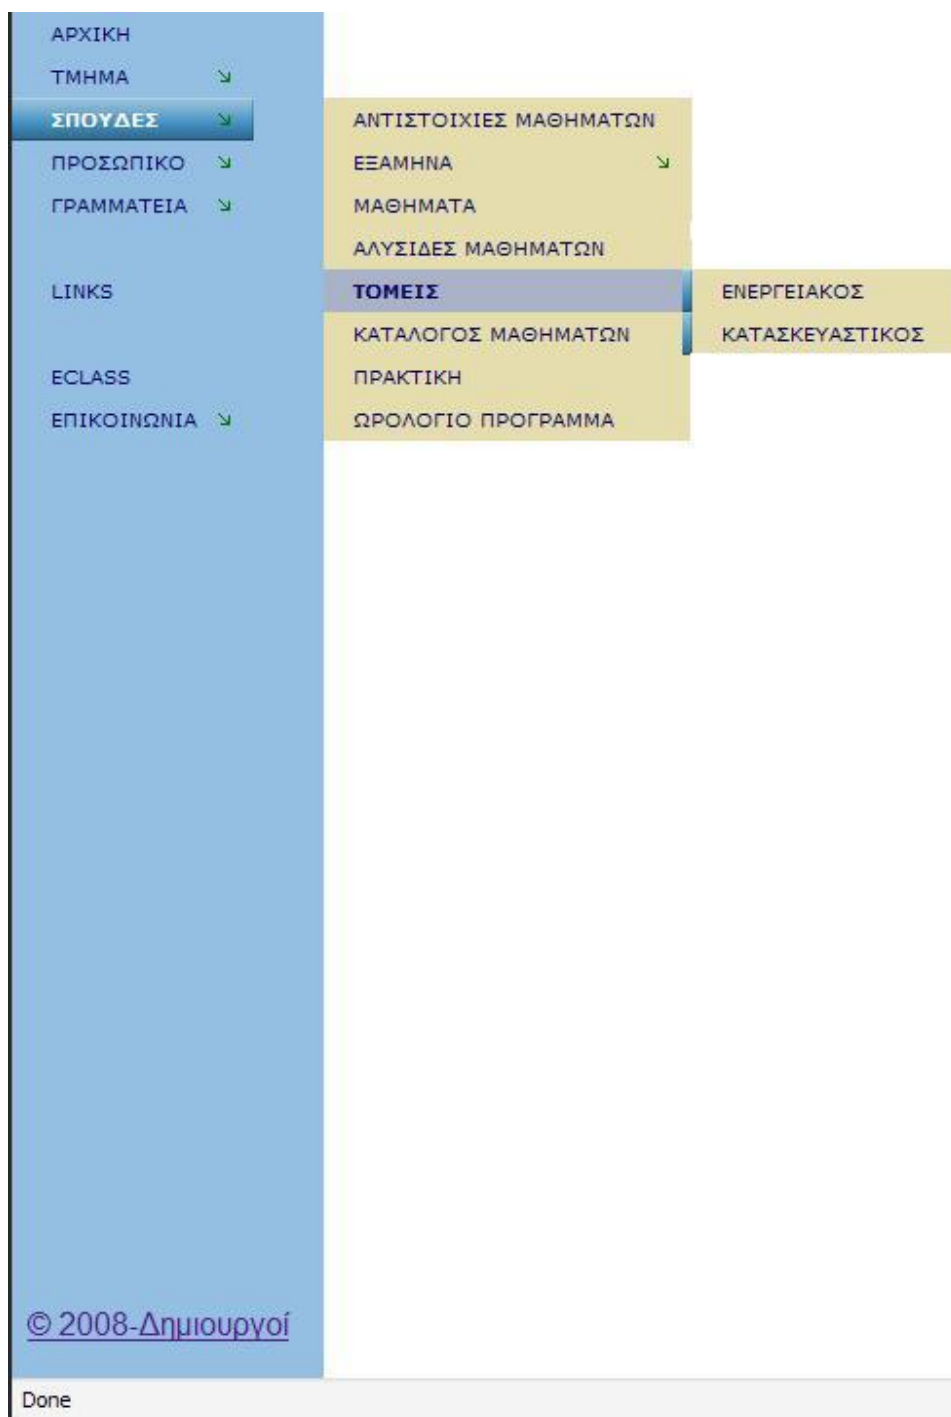 ΑΡΧΙΚΗ
ΤΜΗΜΑ
ΣΠΟΥΔΕΣ
ΠΡΟΣΩΠΙΚΟ
ΓΡΑΜΜΑΤΕΙΑ
LINKS
ECLASS
ΕΠΙΚΟΙΝΩΝΙΑ
ΑΝΤΙΣΤΟΙΧΙΕΣ ΜΑΘΗΜΑΤΩΝ
ΕΞΑΜΗΝΑ
ΜΑΘΗΜΑΤΑ
ΑΛΥΣΙΔΕΣ ΜΑΘΗΜΑΤΩΝ
ΤΟΜΕΙΣ
ΚΑΤΑΛΟΓΟΣ ΜΑΘΗΜΑΤΩΝ
ΠΡΑΚΤΙΚΗ
ΩΡΟΛΟΓΙΟ ΠΡΟΓΡΑΜΜΑ
ΕΝΕΡΓΕΙΑΚΟΣ
ΚΑΤΑΣΚΕΥΑΣΤΙΚΟΣ
© 2008-Δημιουργοί
Done